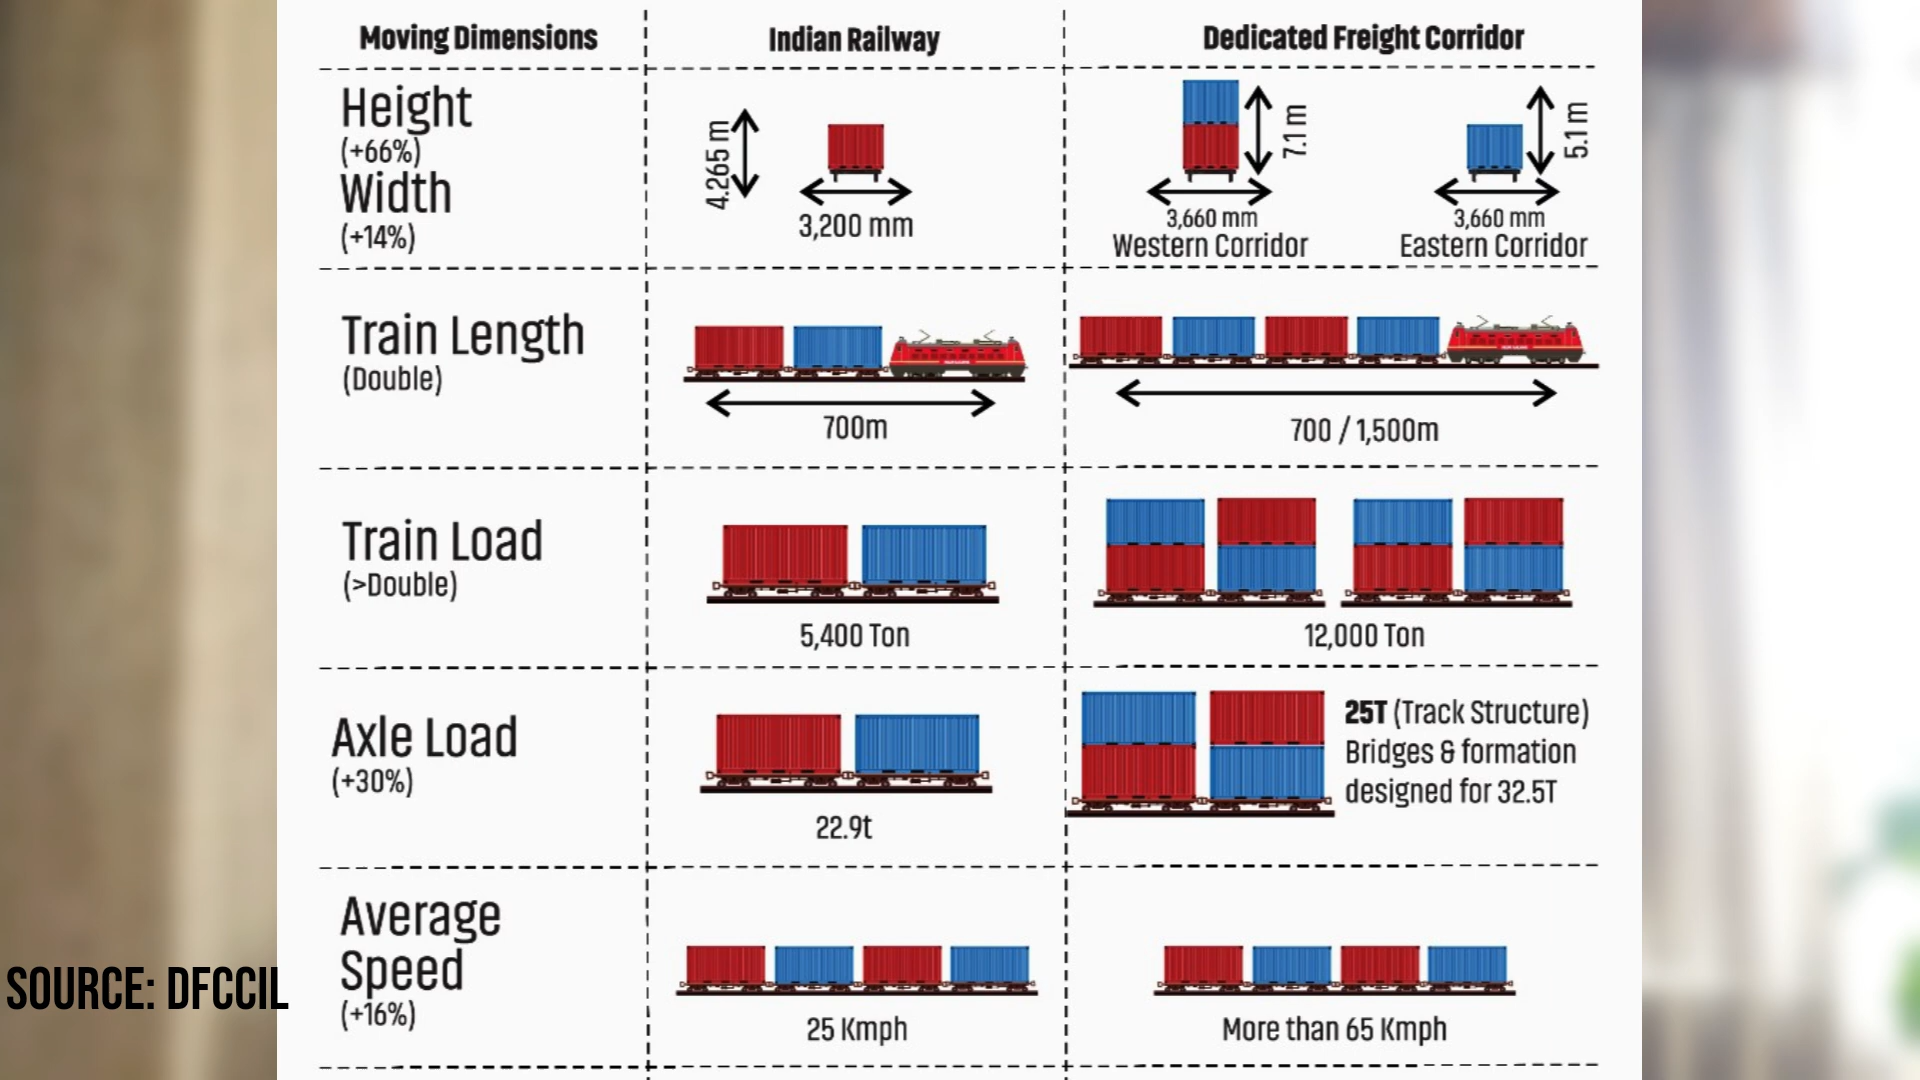 Moving Dimensions
Indian Railway
Dedicated Freight Corridor
Height
(+66%)
Width
(+14%)
4.265 m
3,200 mm
7.1 m
3,660 mm
Western Corridor
5.1 m
3,660 mm
Eastern Corridor
Train Length
(Double)
700m
700 / 1,500m
Train Load
(>Double)
5,400 Ton
12,000 Ton
Axle Load
(+30%)
22.9t
25T (Track Structure)
Bridges & formation
designed for 32.5T
Average
Speed
(+16%)
25 Kmph
More than 65 Kmph
SOURCE: DFCCIL